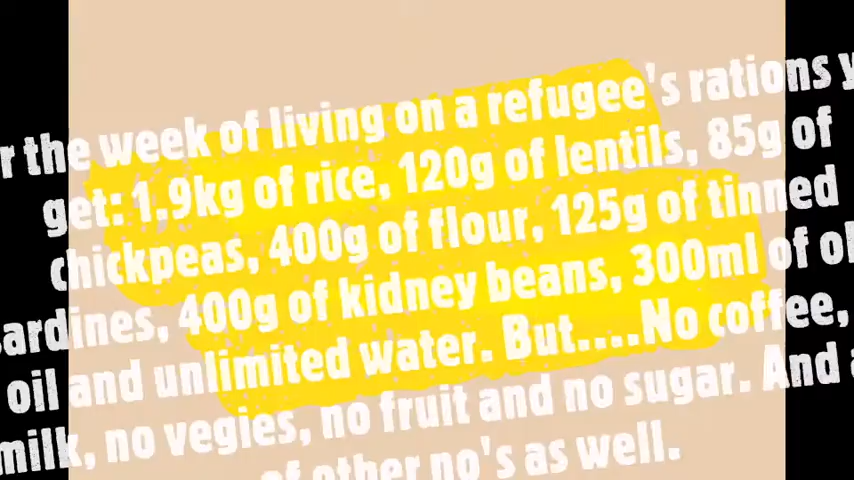 r the week of living on a refugee's rations y
get: 1.9kg of rice, 120g of lentils, 85g of
chickpeas, 400g of flour, 125g of tinned
sardines, 400g of kidney beans, 300ml of ol
oil and unlimited water. But....No coffee,
milk, no vegies, no fruit and no sugar. And a
of other no's as well.